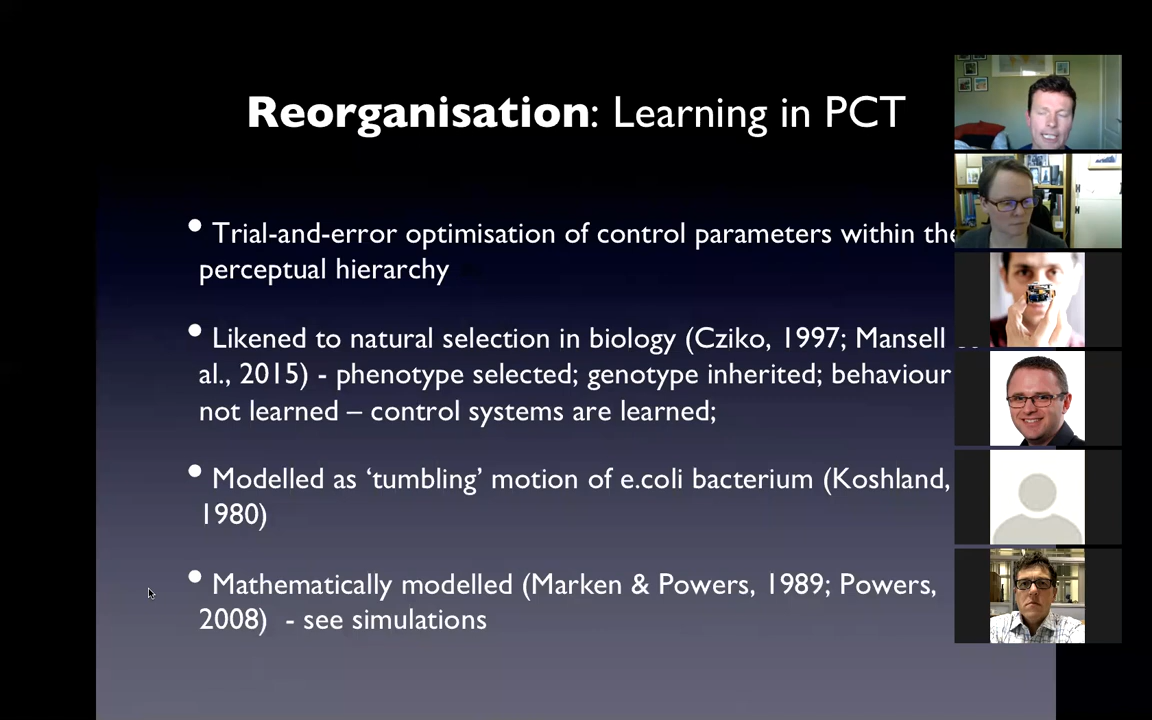 Reorganisation: Learning in PCT
• Trial-and-error optimisation of control parameters within the
perceptual hierarchy
• Likened to natural selection in biology (Cziko, 1997; Mansell
al., 2015) - phenotype selected; genotype inherited; behaviour
not learned – control systems are learned;
• Modelled as ‘tumbling’ motion of e.coli bacterium (Koshland,
1980)
• Mathematically modelled (Marken & Powers, 1989; Powers,
2008)  - see simulations